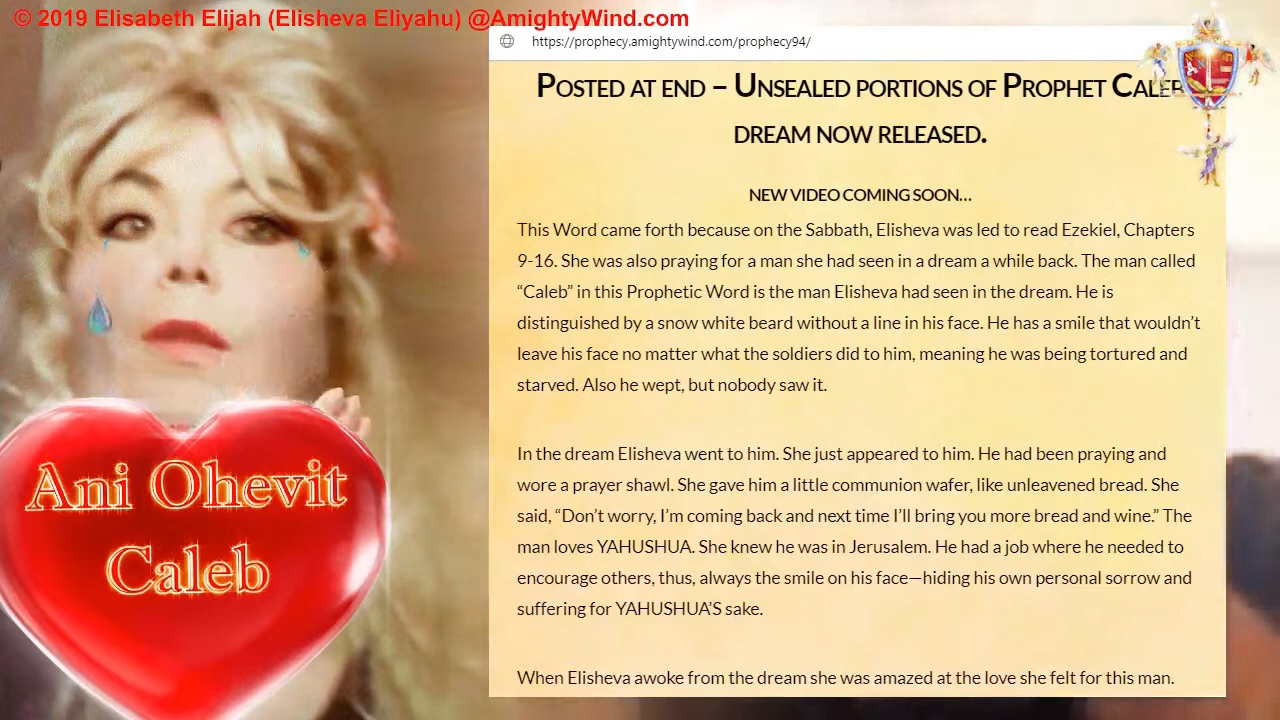 © 2019 Elisabeth Elijah (Elisheva Eliyahu) @AmightyWind.com
https://prophecy.amightywind.com/prophecy94/
Posted at end – Unsealed portions of Prophet Caleb
dream now released.
NEW VIDEO COMING SOON…
This Word came forth because on the Sabbath, Elisheva was led to read Ezekiel, Chapters
9-16. She was also praying for a man she had seen in a dream a while back. The man called
“Caleb” in this Prophetic Word is the man Elisheva had seen in the dream. He is
distinguished by a snow white beard without a line in his face. He has a smile that wouldn’t
leave his face no matter what the soldiers did to him, meaning he was being tortured and
starved. Also he wept, but nobody saw it.
In the dream Elisheva went to him. She just appeared to him. He had been praying and
wore a prayer shawl. She gave him a little communion wafer, like unleavened bread. She
said, “Don’t worry, I’m coming back and next time I’ll bring you more bread and wine.” The
man loves YAHUSHUA. She knew he was in Jerusalem. He had a job where he needed to
encourage others, thus, always the smile on his face—hiding his own personal sorrow and
suffering for YAHUSHUA’S sake.
When Elisheva awoke from the dream she was amazed at the love she felt for this man.
Ani Ohevit
Caleb